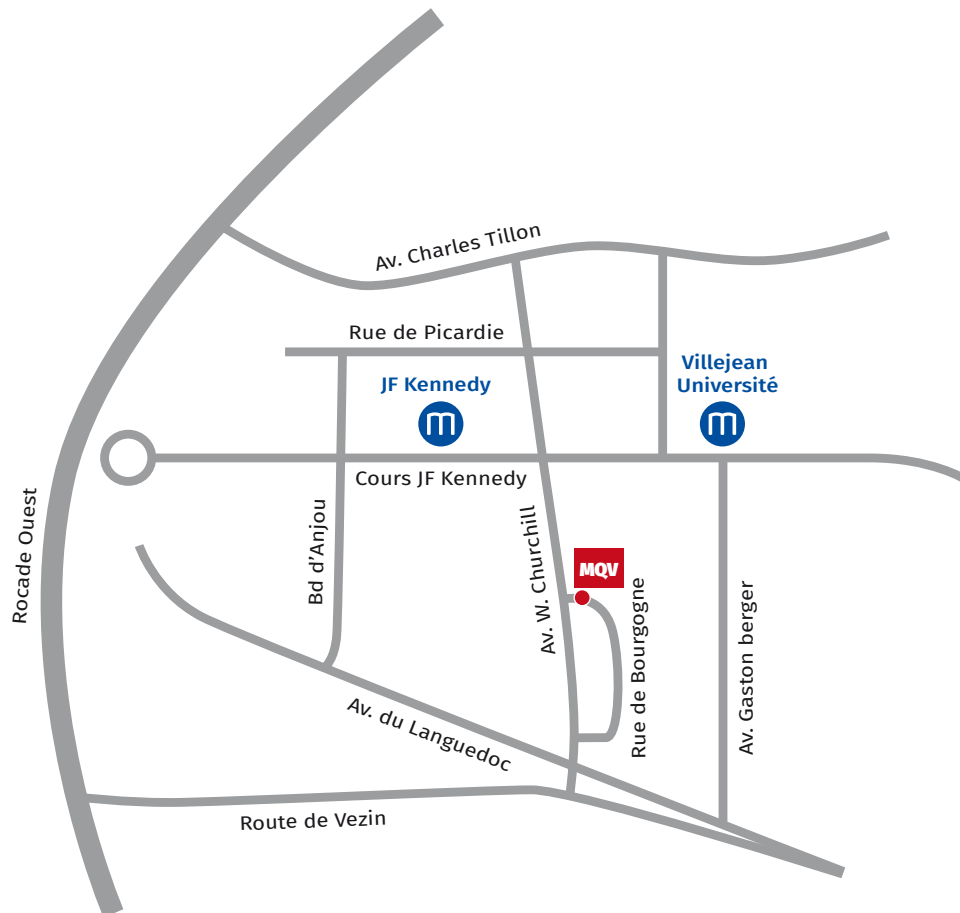 Av. Charles Tillon
Rue de Picardie
JF Kennedy
Villejean
Université
Cours JF Kennedy
Rocade Ouest
Bd d'Anjou
Av. W. Churchill
MQV
Rue de Bourgogne
Av. Gaston berger
Av. du Languedoc
Route de Vezin